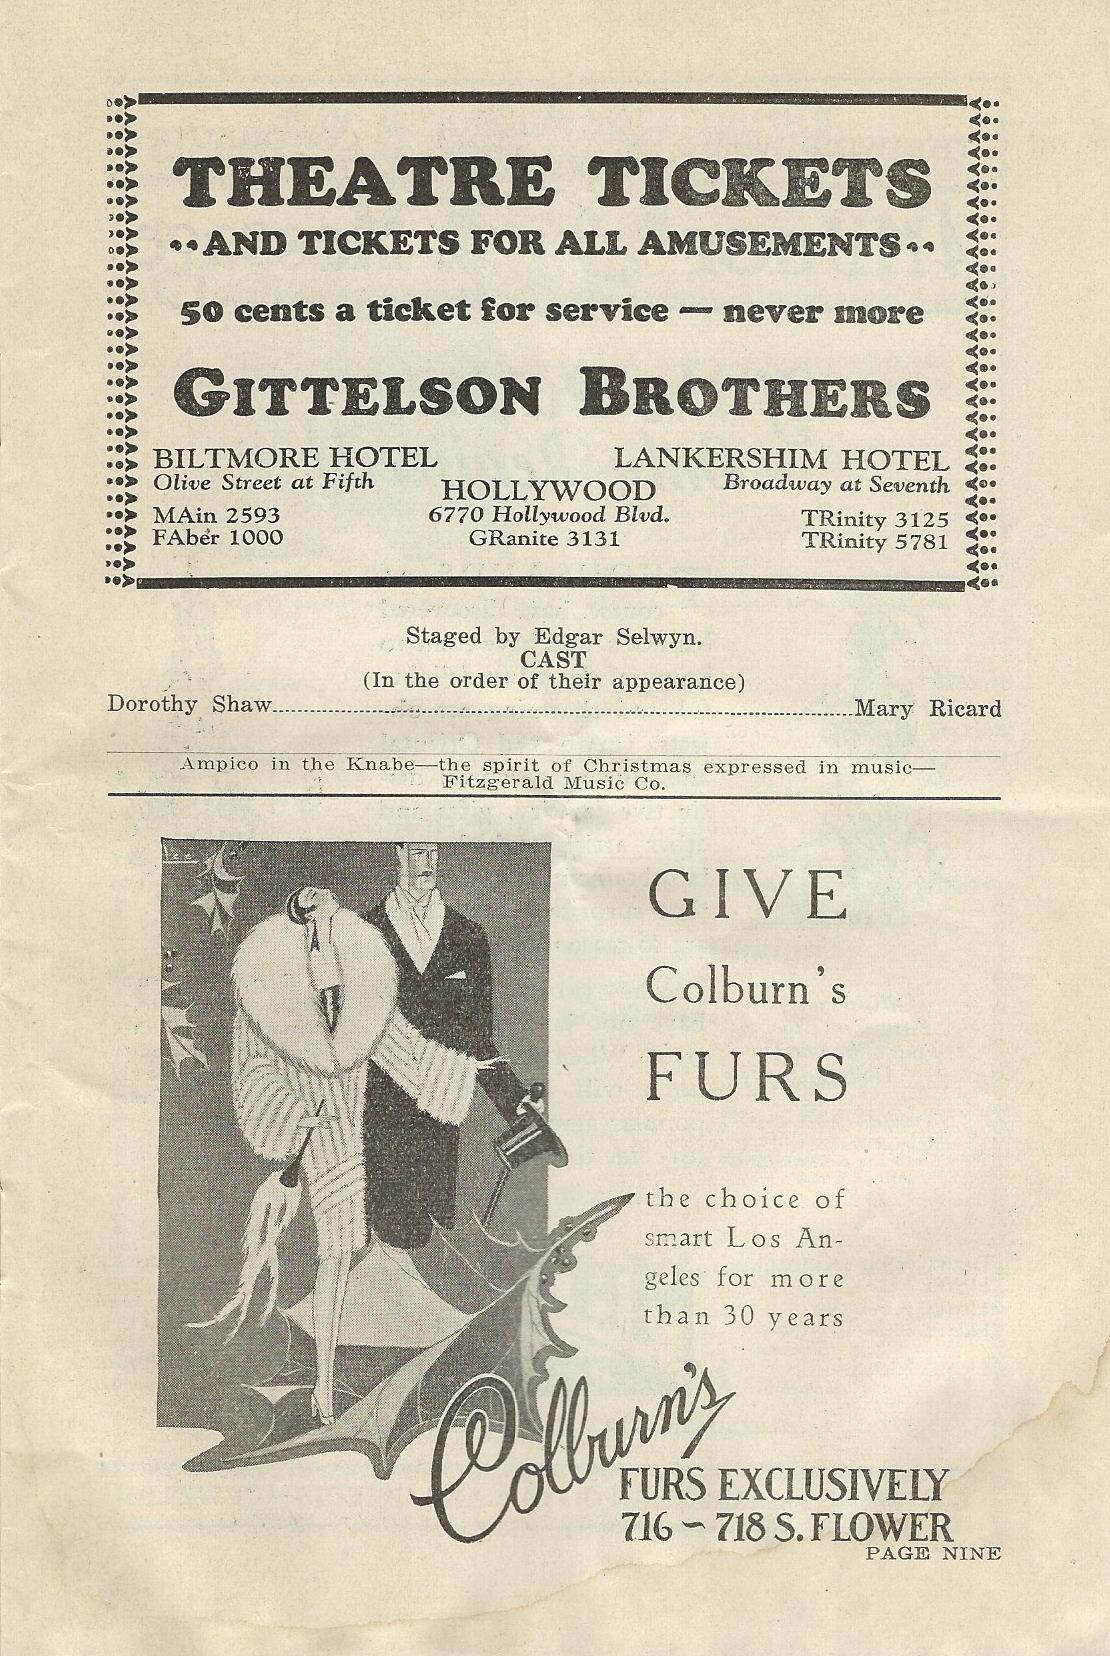 THEATRE TICKETS
AND TICKETS FOR ALL AMUSEMENTS
50 cents a ticket for service — never more
GITTELSON BROTHERS
BILTMORE HOTEL
Olive Street at Fifth
MAin 2593
FAber 1000
HOLLYWOOD
6770 Hollywood Blvd.
GRanite 3131
LANKERSHIM HOTEL
Broadway at Seventh
TRinity 3125
TRinity 5781
Staged by Edgar Selwyn.
CAST
(In the order of their appearance)
Dorothy Shaw....................Mary Ricard
Ampico in the Knabe—the spirit of Christmas expressed in music—
Fitzgerald Music Co.
Lee
GIVE
Colburn's
FURS
the choice of
smart Los An-
geles for more
than 30 years
Colburn's
FURS EXCLUSIVELY
716 – 718 S. FLOWER
PAGE NINE